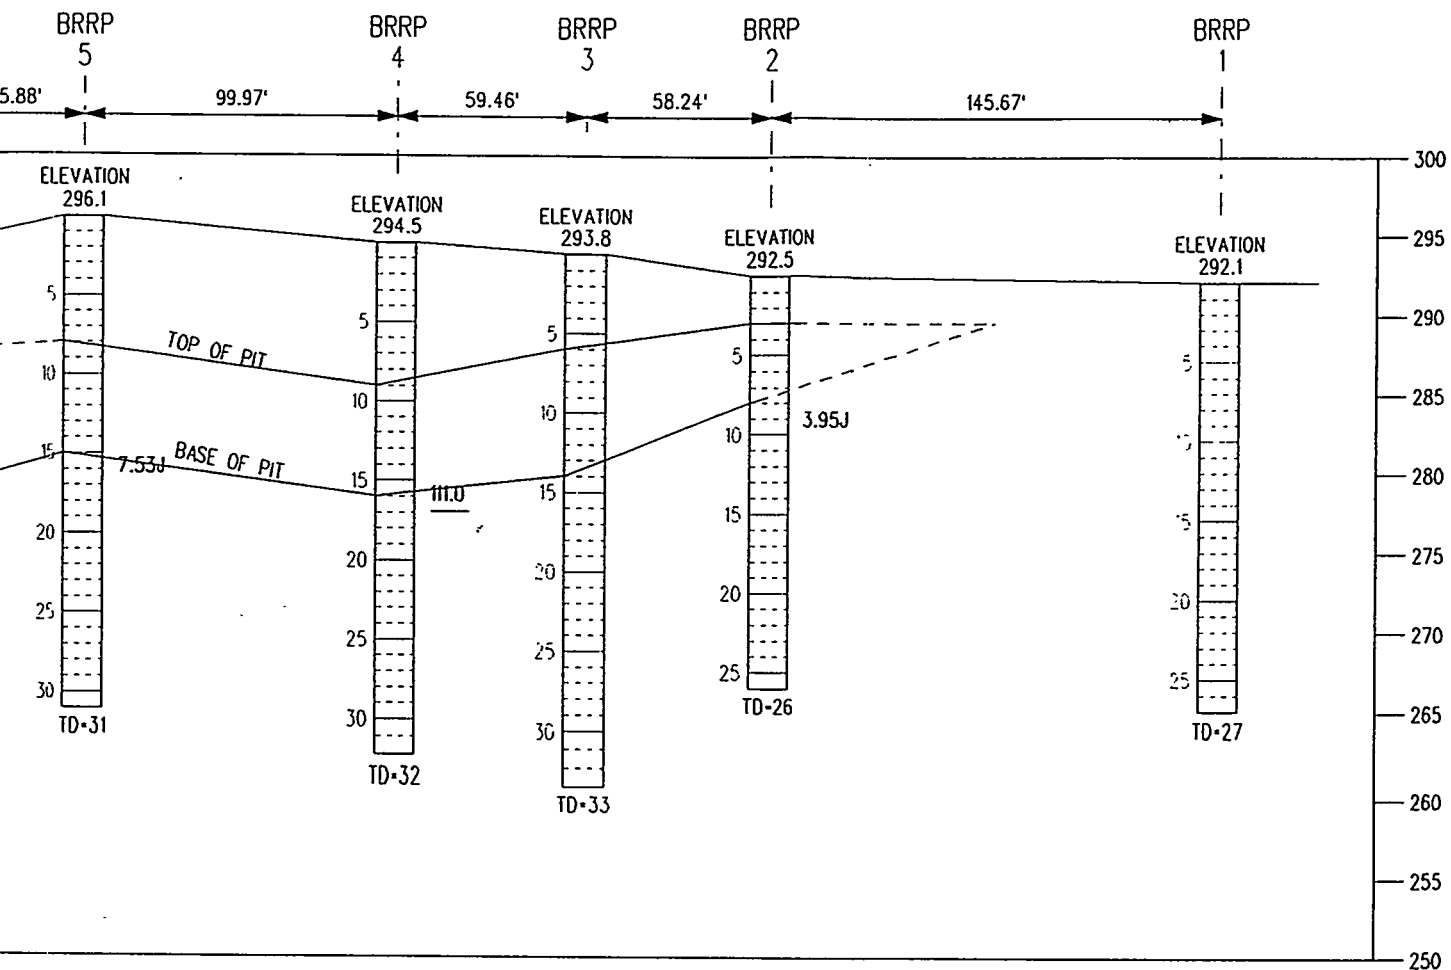 BRRP
5
BRRP
4
BRRP
3
BRRP
2
BRRP
1
5.88'
99.97'
59.46'
58.24'
145.67'
ELEVATION
296.1
ELEVATION
294.5
ELEVATION
293.8
ELEVATION
292.5
ELEVATION
292.1
300
295
290
285
280
275
270
265
260
255
250
TOP OF PIT
BASE OF PIT
7.53J
111.0
3.95J
5
10
15
20
25
30
TD=31
5
10
15
20
25
30
TD=32
5
10
15
20
25
30
TD=33
5
10
15
20
25
TD=26
5
20
25
TD=27